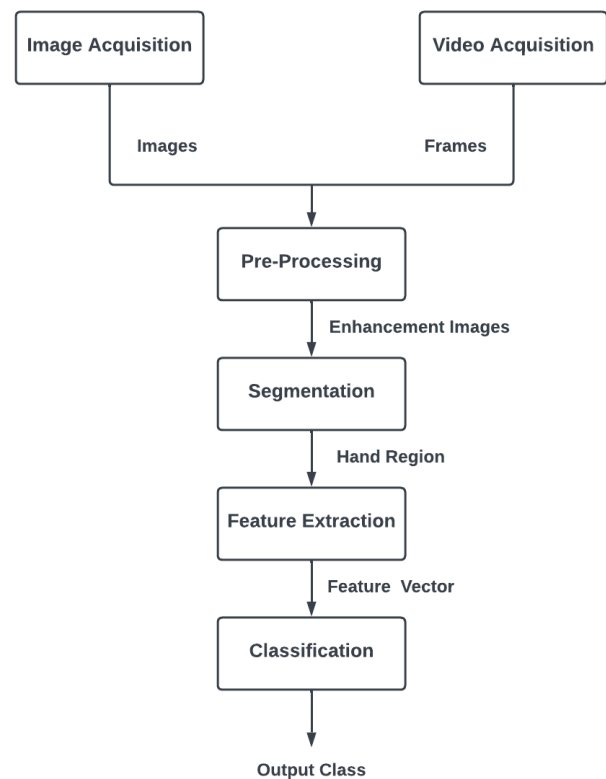 Image Acquisition
Video Acquisition
Images
Frames
Pre-Processing
Enhancement Images
Segmentation
Hand Region
Feature Extraction
Feature  Vector
Classification
Output Class